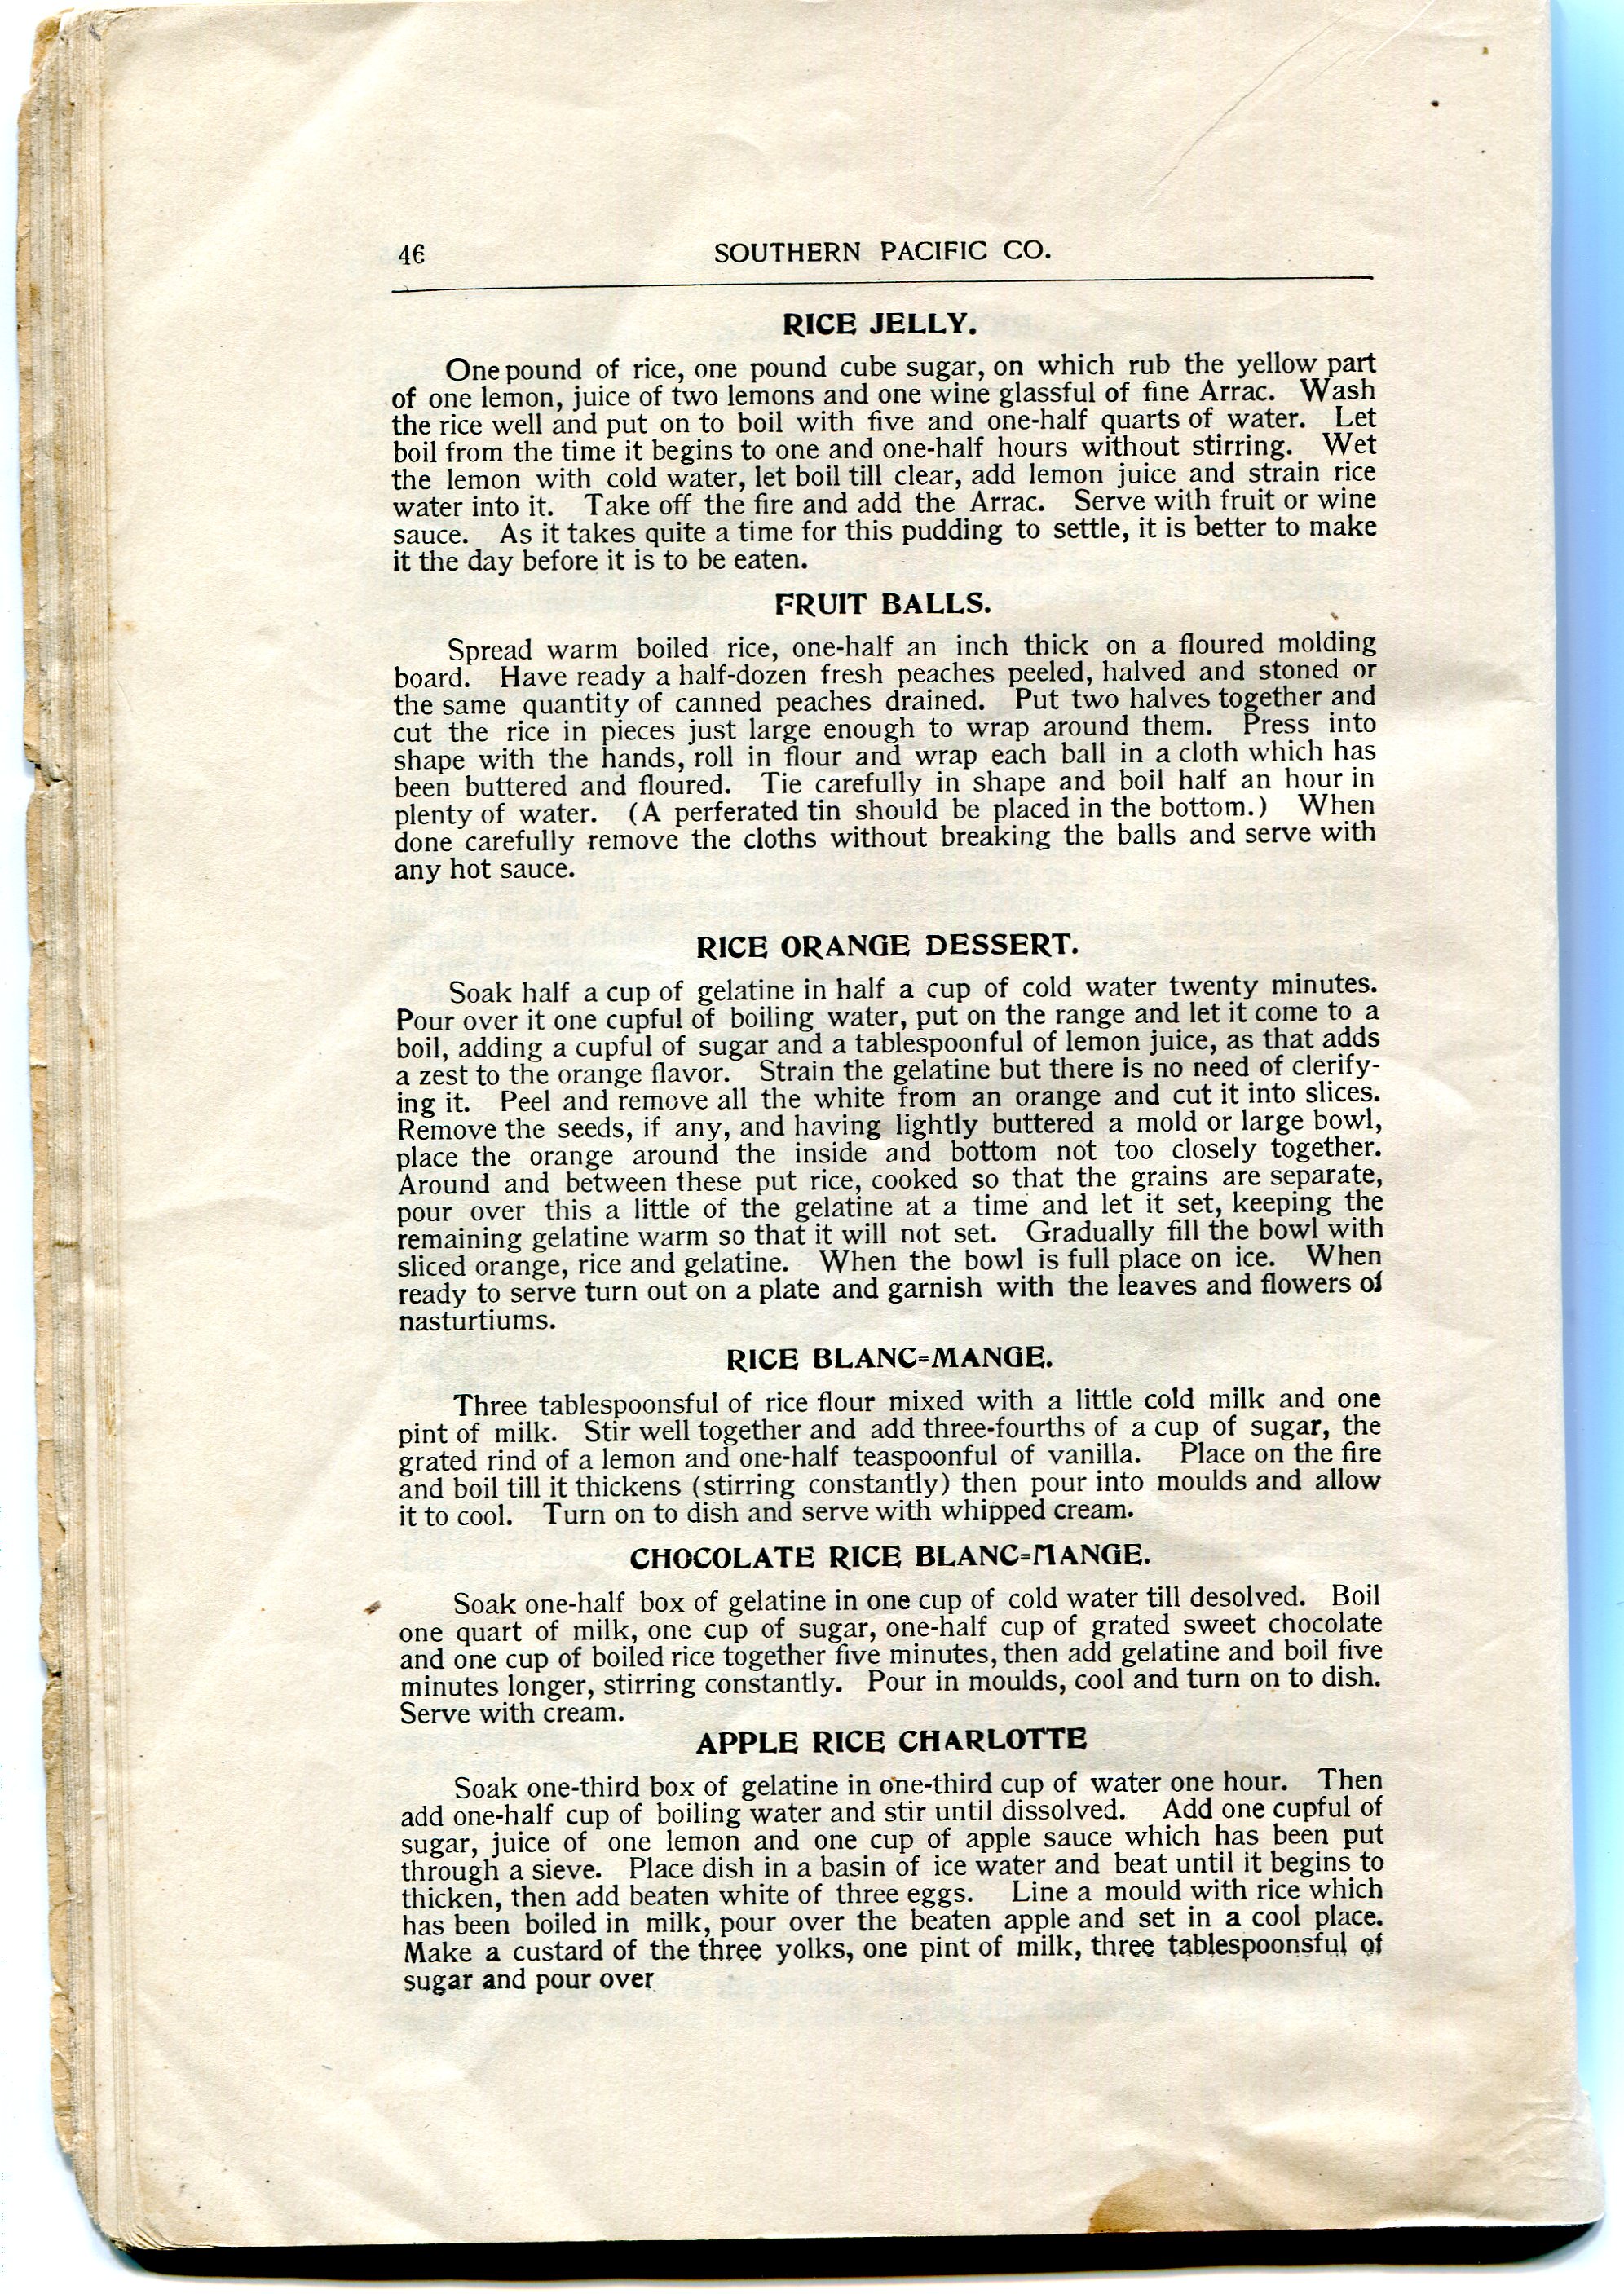 46 SOUTHERN PACIFIC CO.
RICE JELLY.
One pound of rice, one pound cube sugar, on which rub the yellow part
of one lemon, juice of two lemons and one wine glassful of fine Arrac. Wash
the rice well and put on to boil with five and one-half quarts of water. Let
boil from the time it begins to one and one-half hours without stirring. Wet
the lemon with cold water, let boil till clear, add lemon juice and strain rice
water into it. Take off the fire and add the Arrac. Serve with fruit or wine
sauce. As it takes quite a time for this pudding to settle, it is better to make
it the day before it is to be eaten.
FRUIT BALLS.
Spread warm boiled rice, one-half an inch thick on a floured molding
board. Have ready a half-dozen fresh peaches peeled, halved and stoned or
the same quantity of canned peaches drained. Put two halves together and
cut the rice in pieces just large enough to wrap around them. Press into
shape with the hands, roll in flour and wrap each ball in a cloth which has
been buttered and floured. Tie carefully in shape and boil half an hour in
plenty of water. (A perferated tin should be placed in the bottom.) When
done carefully remove the cloths without breaking the balls and serve with
any hot sauce.
RICE ORANGE DESSERT.
Soak half a cup of gelatine in half a cup of cold water twenty minutes.
Pour over it one cupful of boiling water, put on the range and let it come to a
boil, adding a cupful of sugar and a tablespoonful of lemon juice, as that adds
a zest to the orange flavor. Strain the gelatine but there is no need of clerify-
ing it. Peel and remove all the white from an orange and cut it into slices.
Remove the seeds, if any, and having lightly buttered a mold or large bowl,
place the orange around the inside and bottom not too closely together.
Around and between these put rice, cooked so that the grains are separate,
pour over this a little of the gelatine at a time and let it set, keeping the
remaining gelatine warm so that it will not set. Gradually fill the bowl with
sliced orange, rice and gelatine. When the bowl is full place on ice. When
ready to serve turn out on a plate and garnish with the leaves and flowers of
nasturtiums.
RICE BLANC=MANGE.
Three tablespoonsful of rice flour mixed with a little cold milk and one
pint of milk. Stir well together and add three-fourths of a cup of sugar, the
grated rind of a lemon and one-half teaspoonful of vanilla. Place on the fire
and boil till it thickens (stirring constantly) then pour into moulds and allow
it to cool. Turn on to dish and serve with whipped cream.
CHOCOLATE RICE BLANC=MANGE.
Soak one-half box of gelatine in one cup of cold water till desolved. Boil
one quart of milk, one cup of sugar, one-half cup of grated sweet chocolate
and one cup of boiled rice together five minutes, then add gelatine and boil five
minutes longer, stirring constantly. Pour in moulds, cool and turn on to dish.
Serve with cream.
APPLE RICE CHARLOTTE
Soak one-third box of gelatine in one-third cup of water one hour. Then
add one-half cup of boiling water and stir until dissolved. Add one cupful of
sugar, juice of one lemon and one cup of apple sauce which has been put
through a sieve. Place dish in a basin of ice water and beat until it begins to
thicken, then add beaten white of three eggs. Line a mould with rice which
has been boiled in milk, pour over the beaten apple and set in a cool place.
Make a custard of the three yolks, one pint of milk, three tablespoonsful of
sugar and pour over